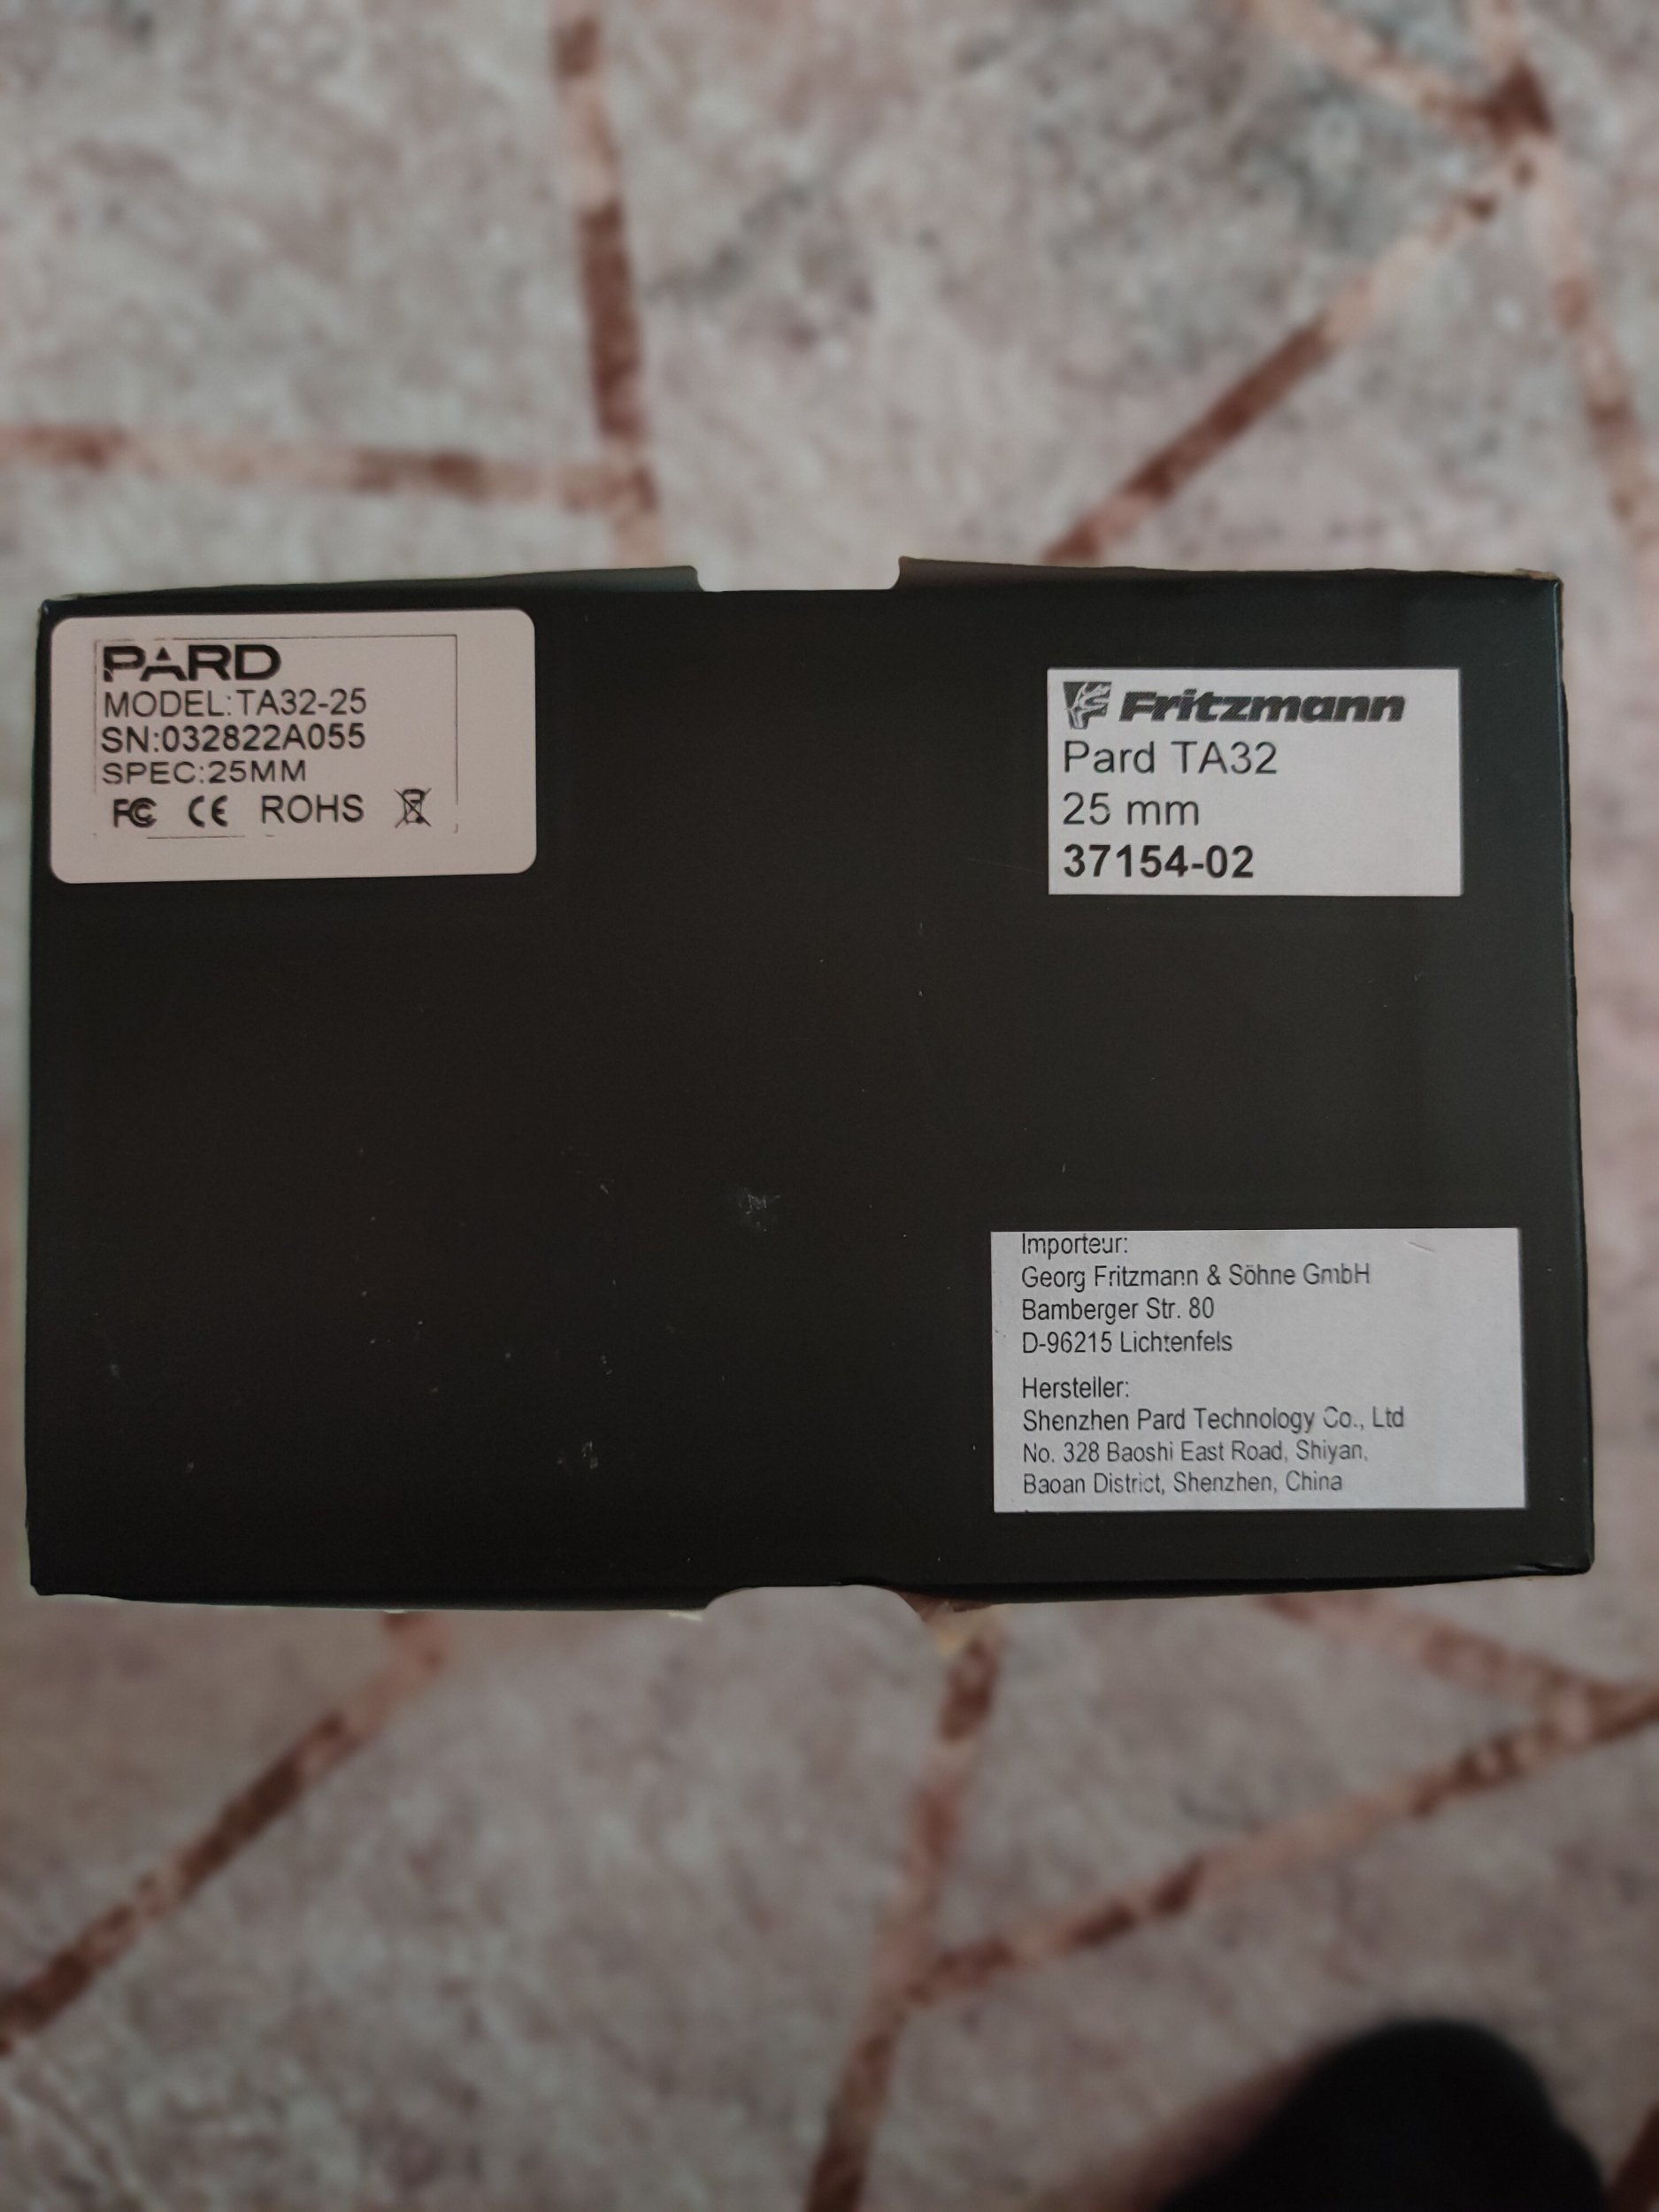 PARD
MODEL:TA32-25
SN:032822A055
SPEC:25MM
FC CE ROHS
Fritzmann
Pard TA32
25 mm
37154-02
Importeur:
Georg Fritzmann & Söhne GmbH
Bamberger Str. 80
D-96215 Lichtenfels
Hersteller:
Shenzhen Pard Technology Co., Ltd
No. 328 Baoshi East Road, Shiyan,
Baoan District, Shenzhen, China